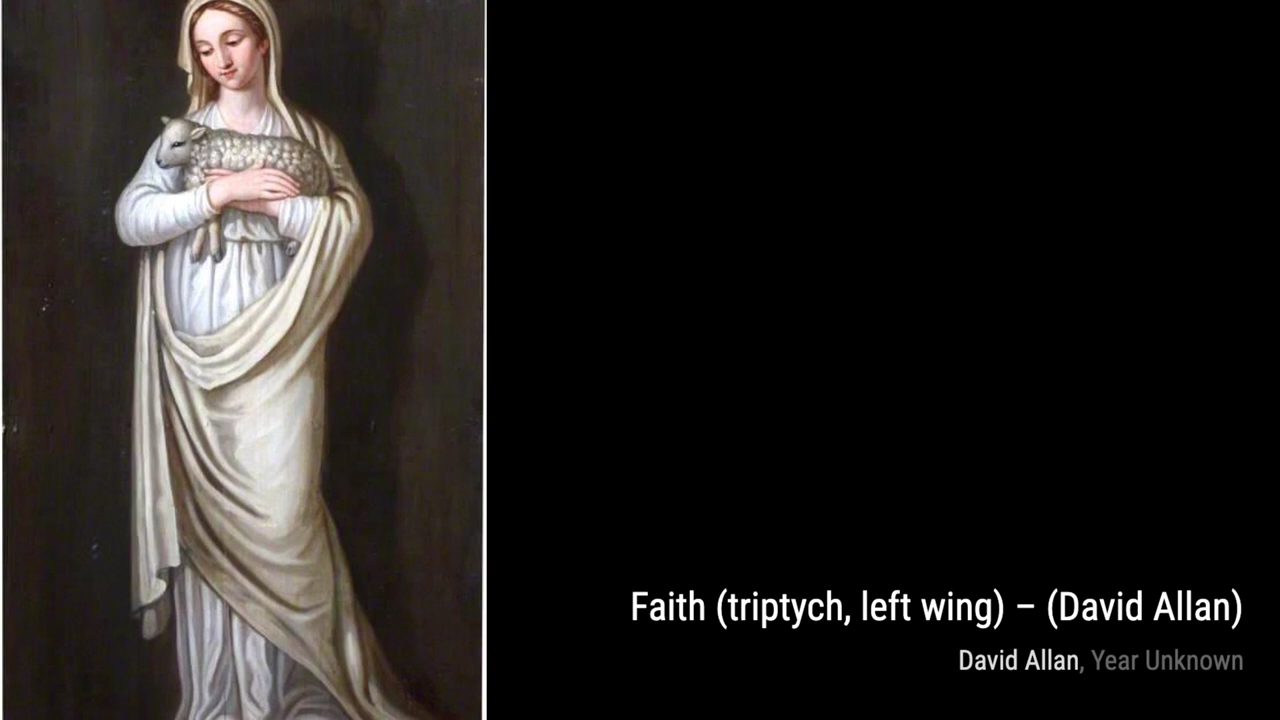 Faith (triptych, left wing) – (David Allan)
David Allan, Year Unknown